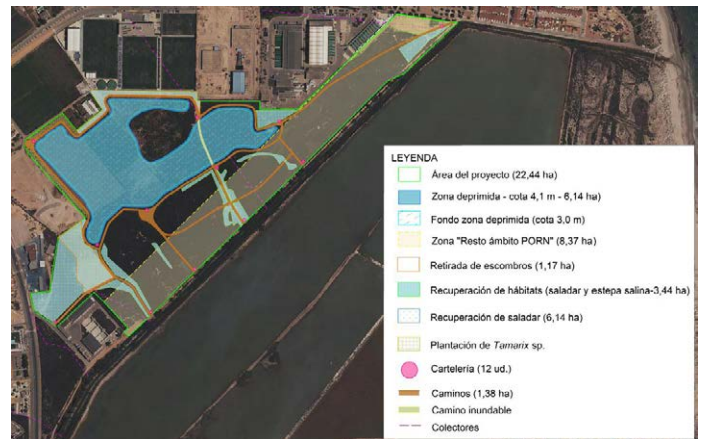 LEYENDA
Área del proyecto (22,44 ha)
Zona deprimida - cota 4,1 m - 6,14 ha)
Fondo zona deprimida (cota 3,0 m)
Zona "Resto ámbito PORN" (8,37 ha)
Retirada de escombros (1,17 ha)
Recuperación de hábitats (saladar y estepa salina-3,44 ha)
Recuperación de saladar (6,14 ha)
Plantación de Tamarix sp.
Cartelería (12 ud.)
Caminos (1,38 ha)
Camino inundable
Colectores